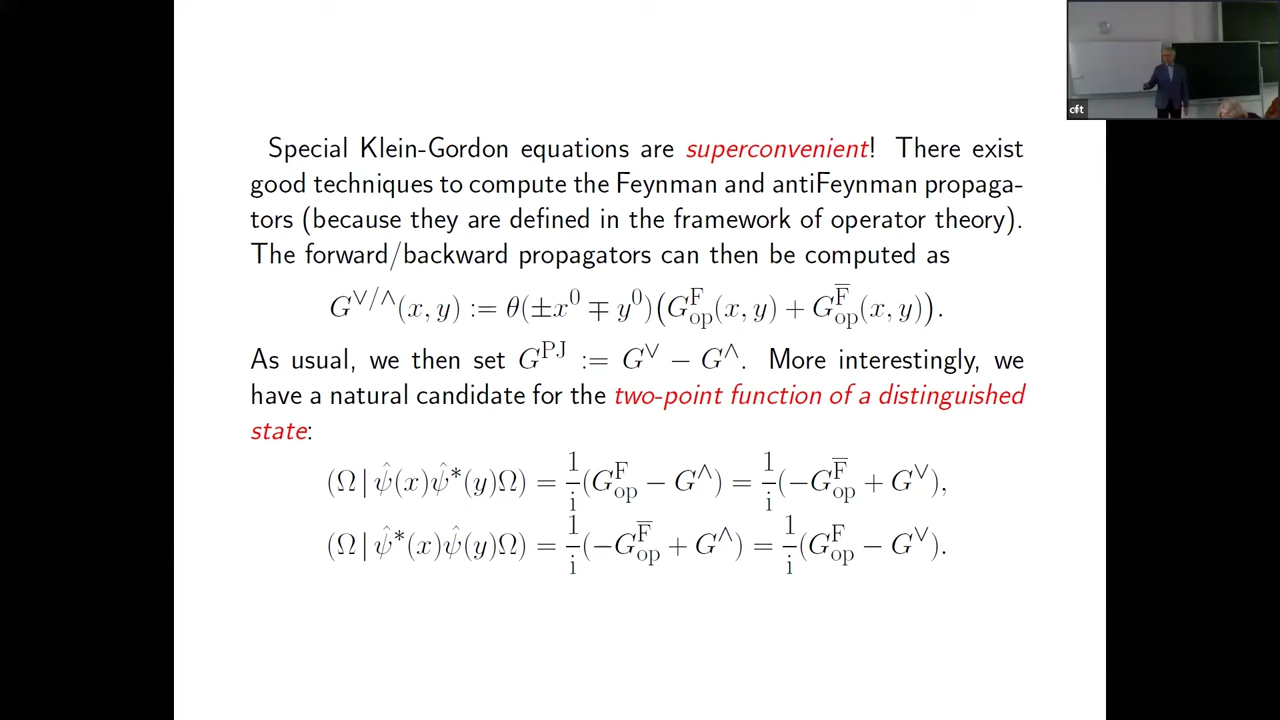 cft
Special Klein-Gordon equations are superconvenient! There exist
good techniques to compute the Feynman and antiFeynman propaga-
tors (because they are defined in the framework of operator theory).
The forward/backward propagators can then be computed as
G^{∨/∧}(x, y) := θ(±x^0 ∓ y^0)(G^F_op(x, y) + G^F̅_op(x, y)).
As usual, we then set G^PJ := G^∨ − G^∧. More interestingly, we
have a natural candidate for the two-point function of a distinguished
state:
(Ω | ψ̂(x)ψ̂*(y)Ω) = 1/i (G^F_op − G^∧) = 1/i (−G^F̅_op + G^∨),
(Ω | ψ̂*(x)ψ̂(y)Ω) = 1/i (−G^F̅_op + G^∧) = 1/i (G^F_op − G^∨).